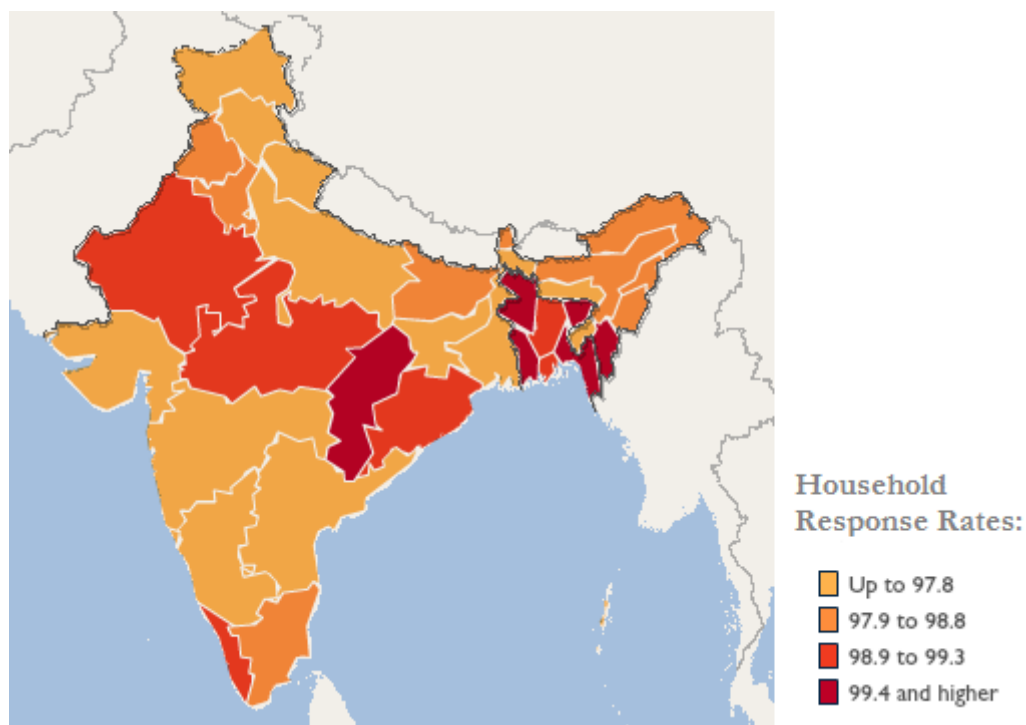 Household
Response Rates:
Up to 97.8
97.9 to 98.8
98.9 to 99.3
99.4 and higher